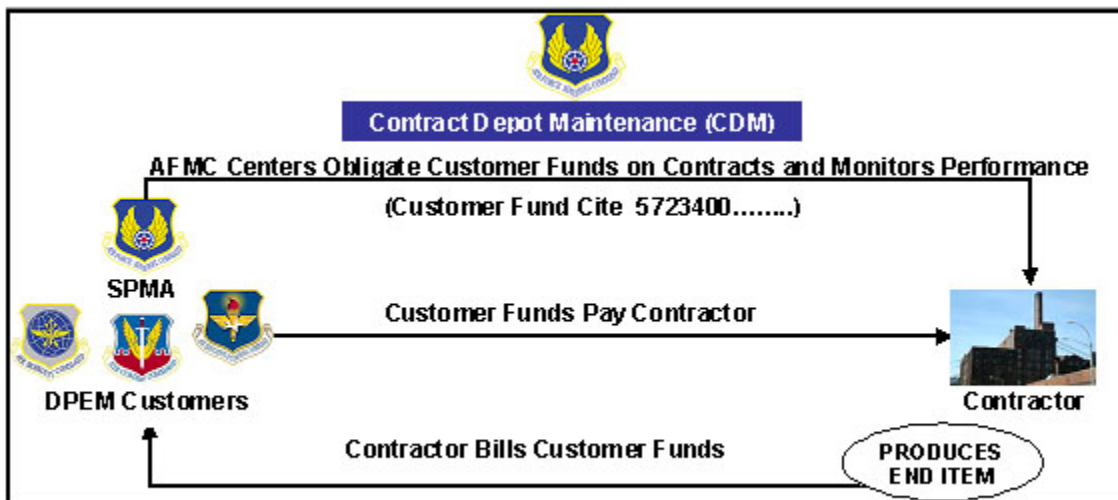 Contract Depot Maintenance (CDM)
AFMC Centers Obligate Customer Funds on Contracts and Monitors Performance
(Customer Fund Cite 5723400........)
SPMA
Customer Funds Pay Contractor
DPEM Customers
Contractor
Contractor Bills Customer Funds
PRODUCES
END ITEM